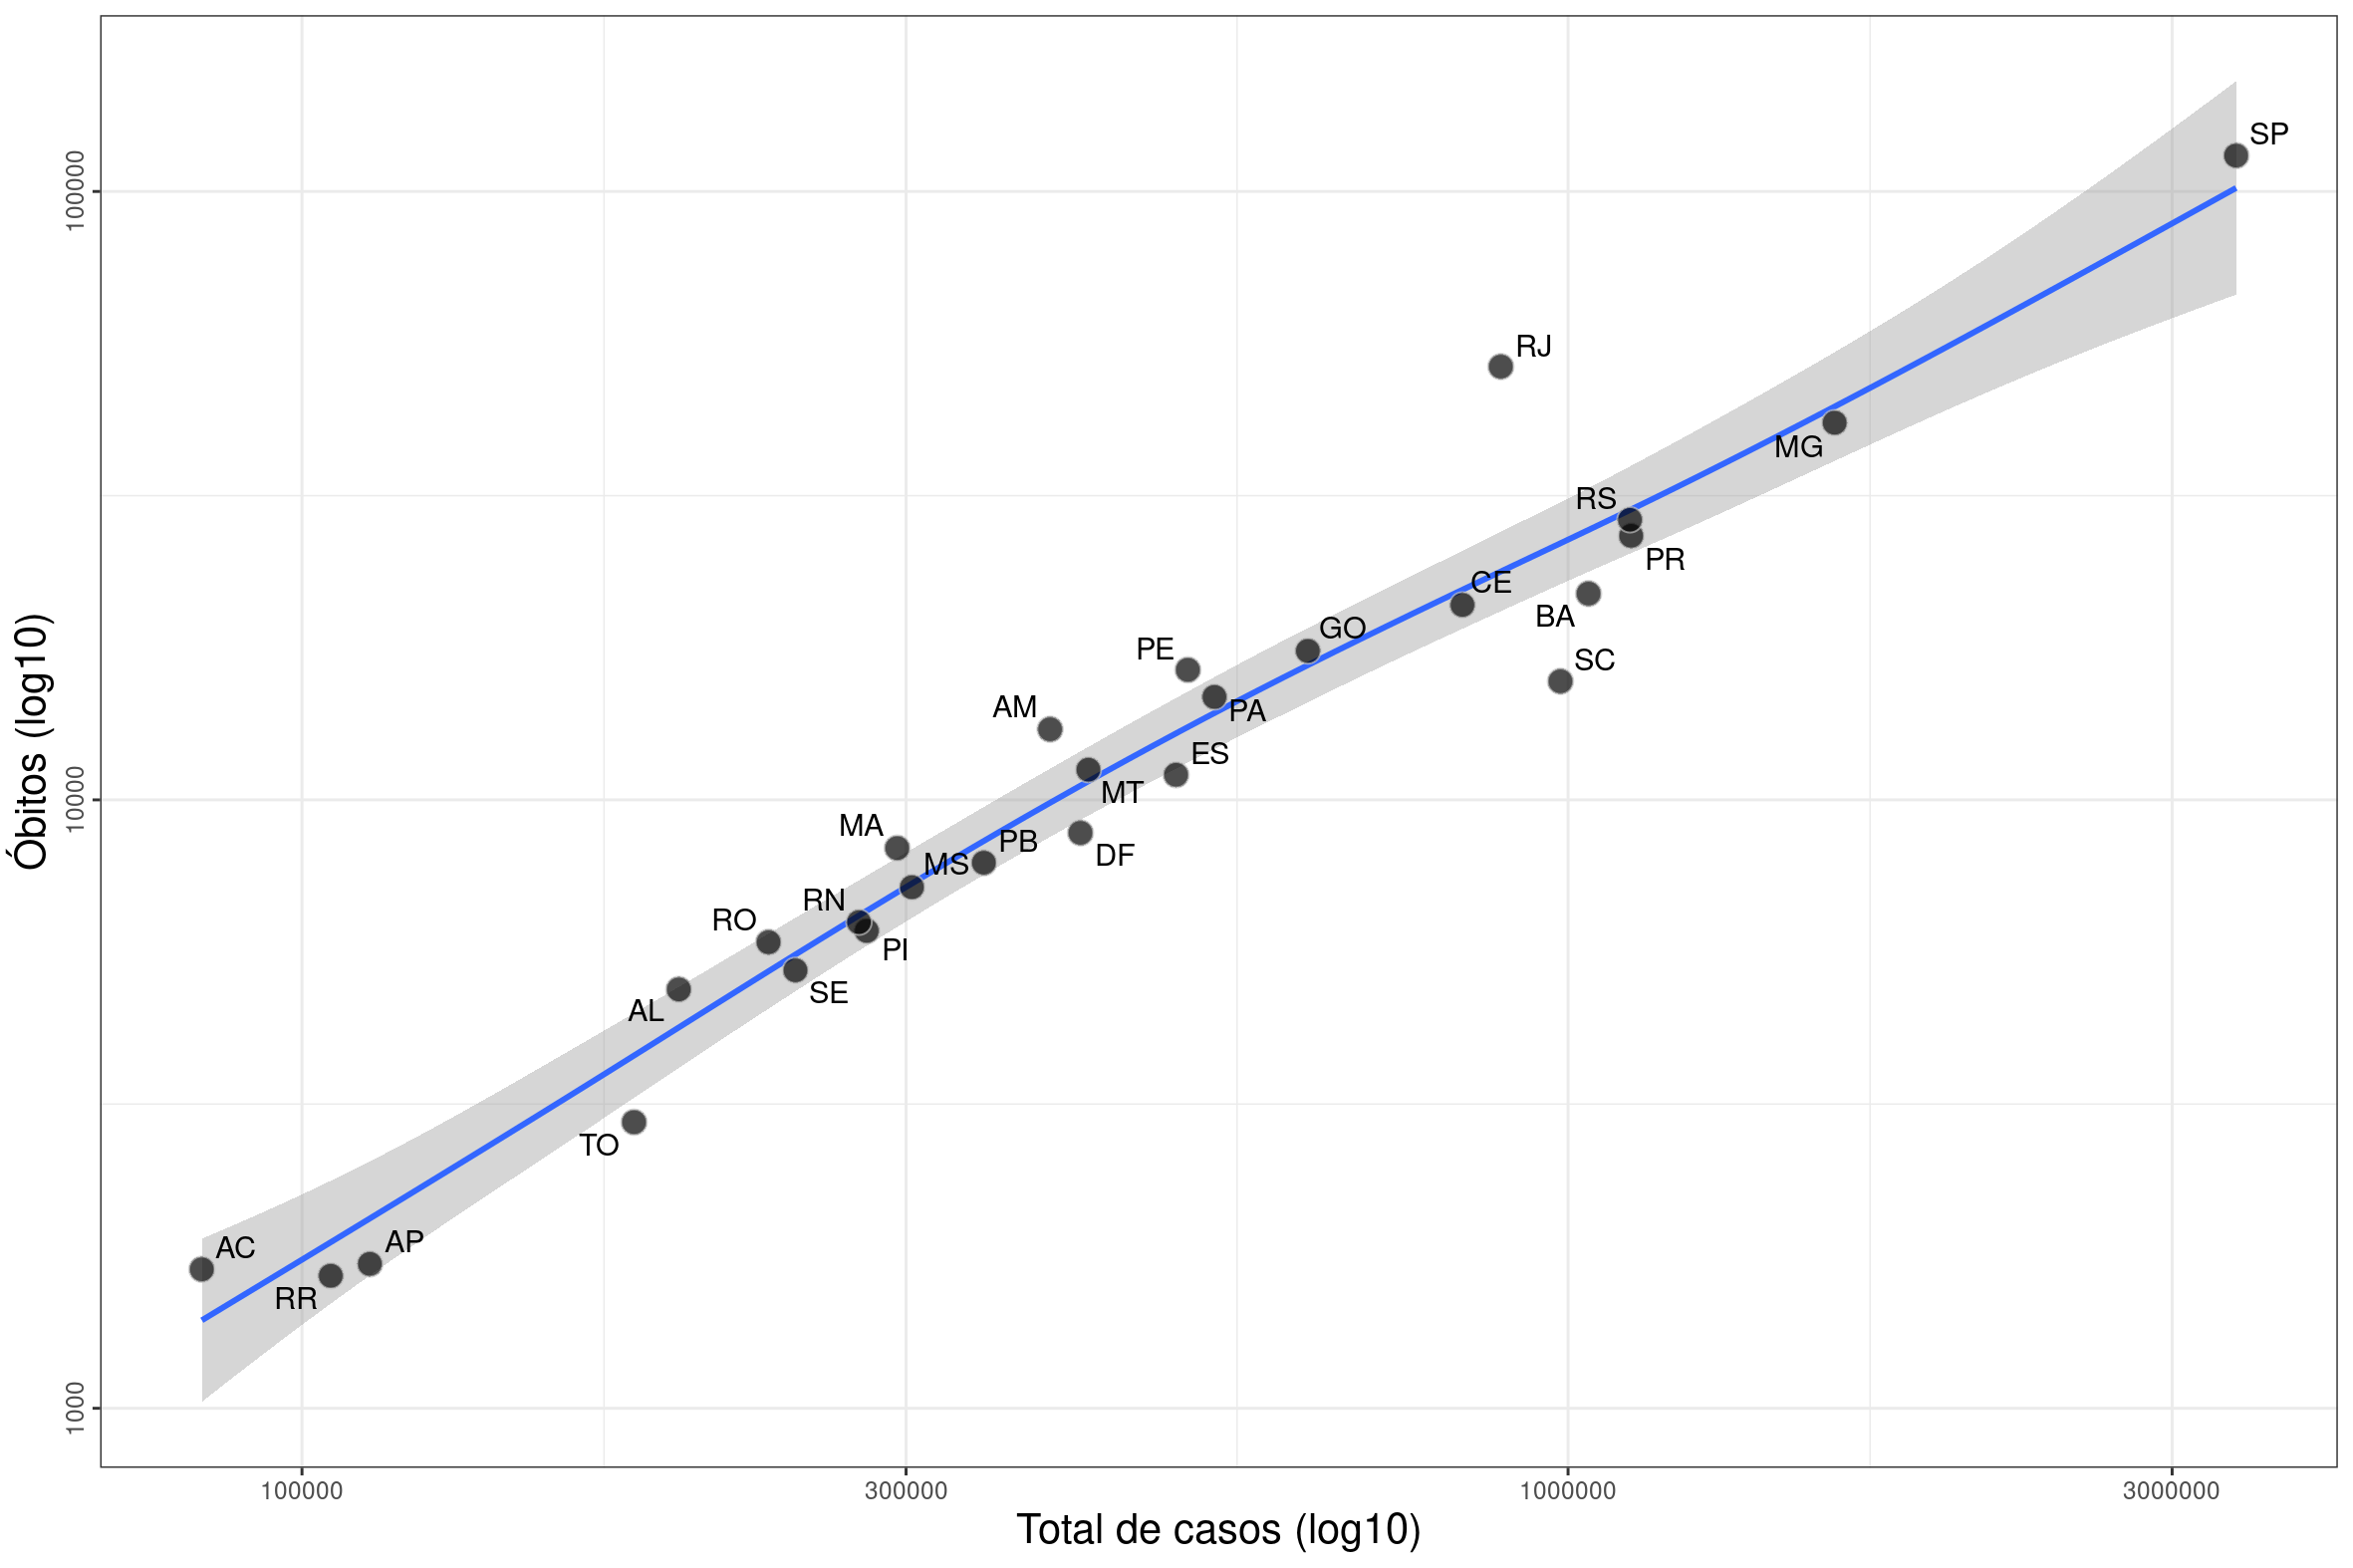 SP
RJ
MG
RS
PR
CE
BA
GO
PE
SC
AM
PA
ES
MT
MA
PB
DF
MS
RN
RO
PI
SE
AL
TO
AC
AP
RR
100000
10000
1000
Óbitos (log10)
100000
300000
1000000
3000000
Total de casos (log10)